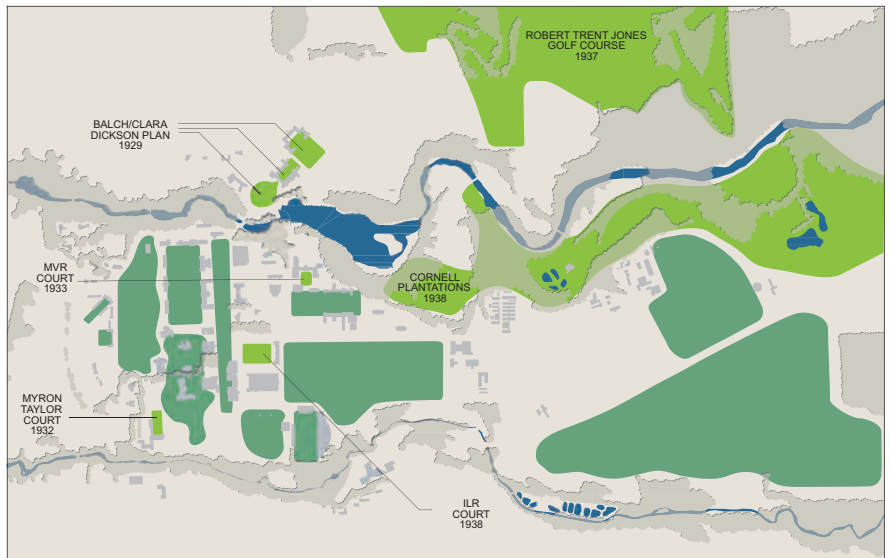 ROBERT TRENT JONES
GOLF COURSE
1937
BALCH/CLARA
DICKSON PLAN
1929
MVR
COURT
1933
CORNELL
PLANTATIONS
1938
MYRON
TAYLOR
COURT
1932
ILR
COURT
1938